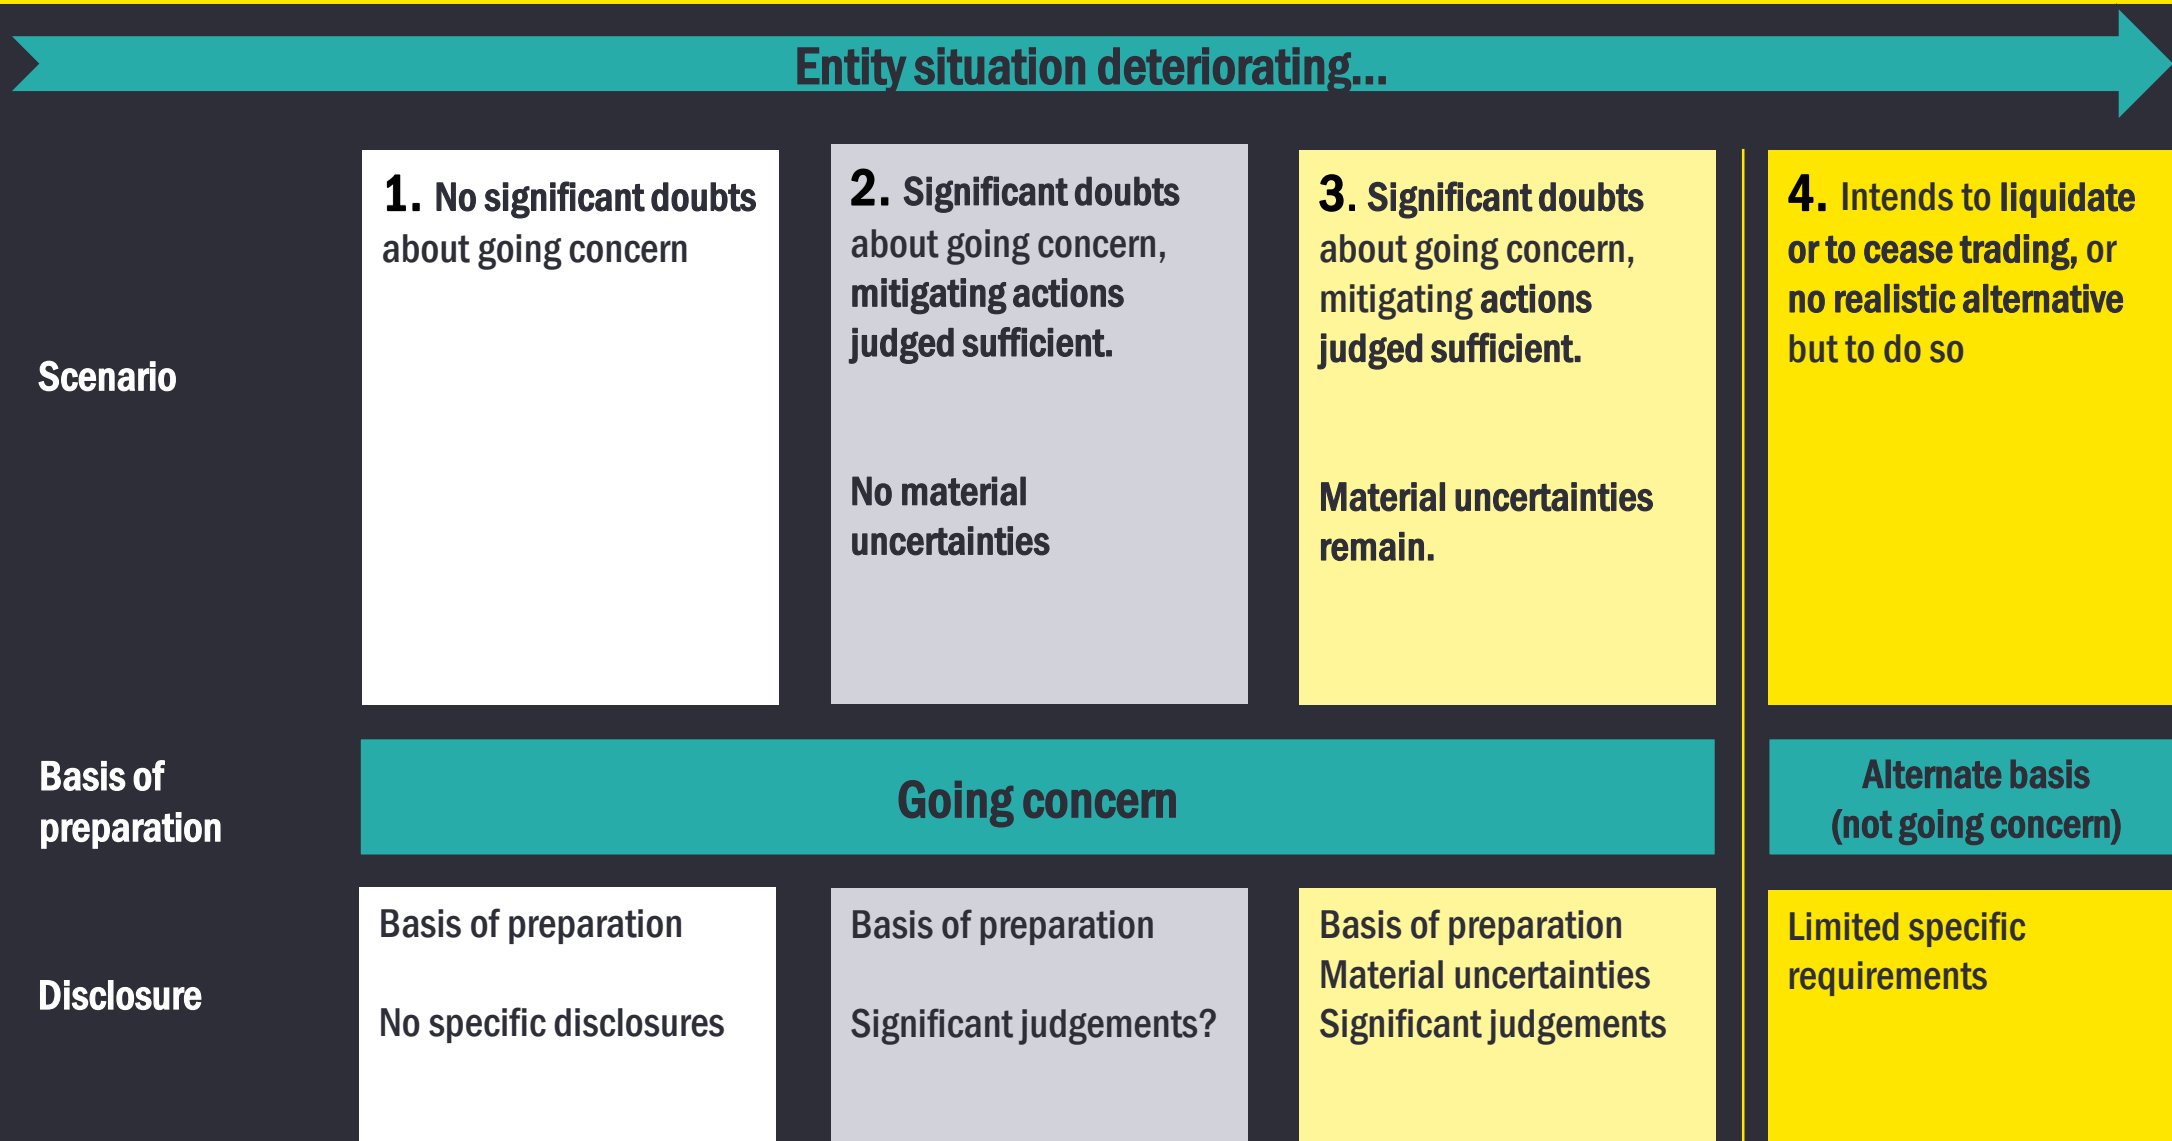 Entity situation deteriorating...
Scenario
1. No significant doubts
about going concern
2. Significant doubts
about going concern,
mitigating actions
judged sufficient.
No material
uncertainties
3. Significant doubts
about going concern,
mitigating actions
judged sufficient.
Material uncertainties
remain.
4. Intends to liquidate
or to cease trading, or
no realistic alternative
but to do so
Basis of
preparation
Going concern
Alternate basis
(not going concern)
Disclosure
Basis of preparation
No specific disclosures
Basis of preparation
Significant judgements?
Basis of preparation
Material uncertainties
Significant judgements
Limited specific
requirements